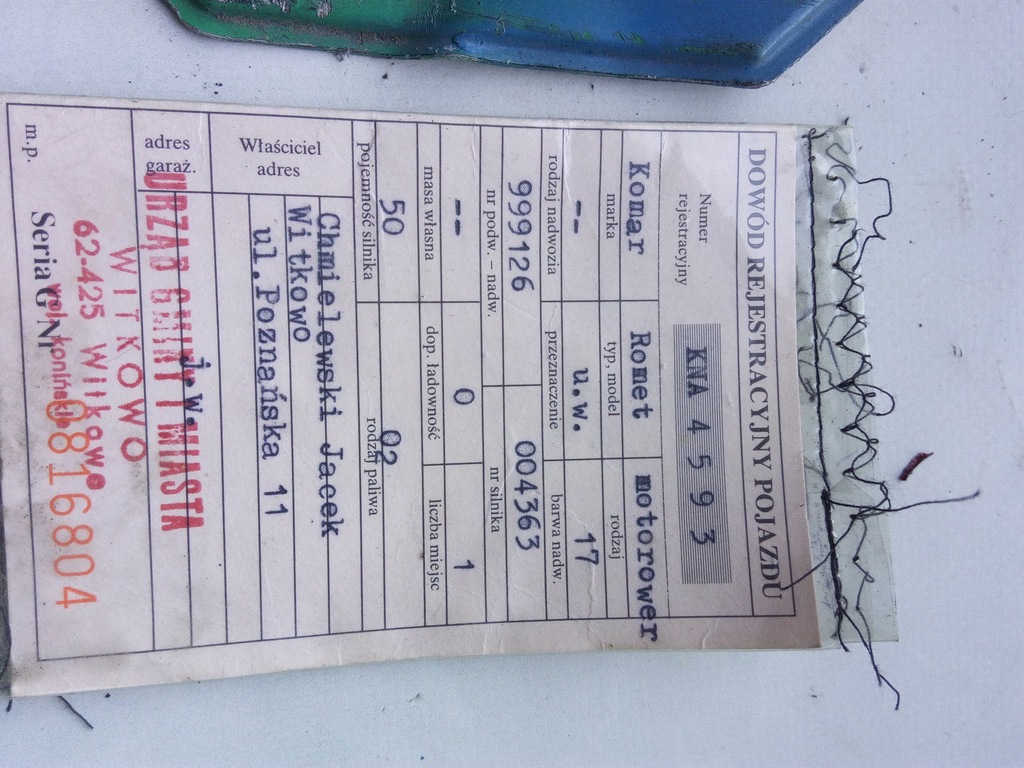 DOWÓD REJESTRACYJNY POJAZDU
Numer
rejestracyjny
KNA 4593
Komar Romet motorower
marka typ, model rodzaj
-- u.w. 17
rodzaj nadwozia przeznaczenie barwa nadw.
999126 004363
nr podw. – nadw. nr silnika
-- 0 1
masa własna dop. ładowność liczba miejsc
50 02
pojemność silnika rodzaj paliwa
Właściciel
adres
Chmielewski Jacek
Witkowo
ul.Poznańska 11
adres
garaż.
j.w.
URZĄD GMINY I MIASTA
WITKOWO
62-425 Witkowo
woj. konińskie
m.p.
Seria GN 0816804